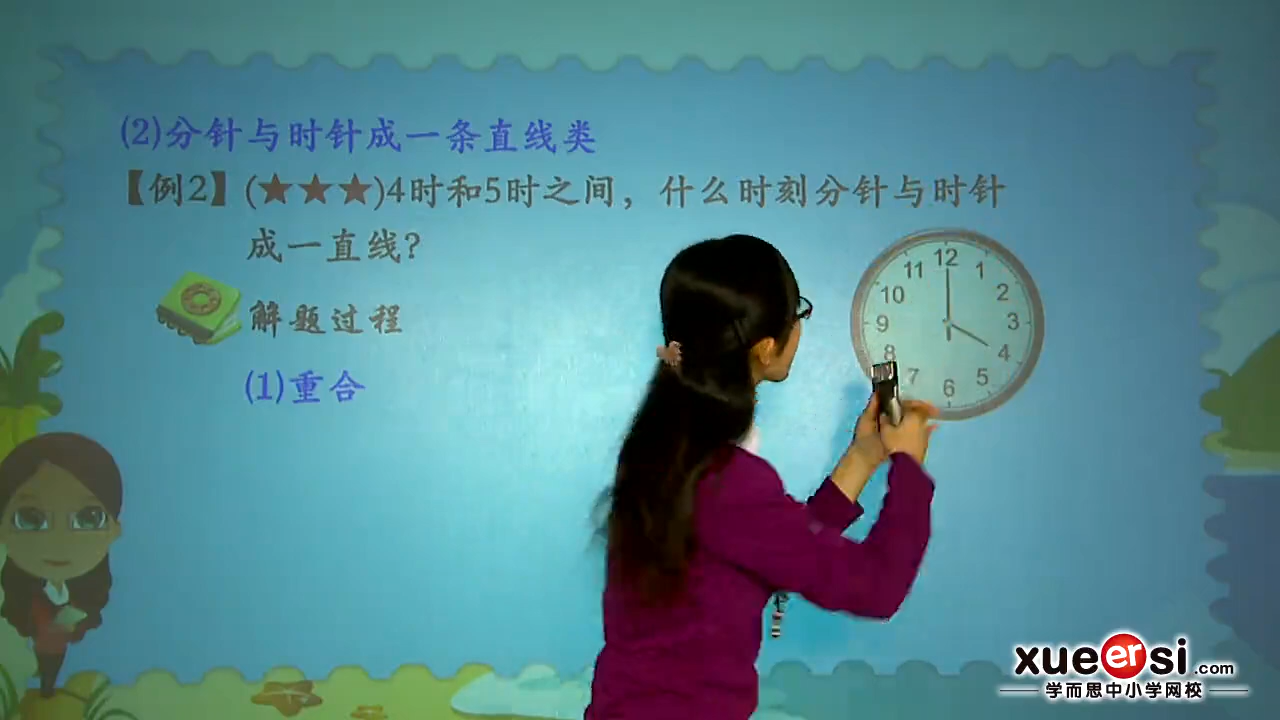 (2)分针与时针成一条直线类
【例2】(★★★)4时和5时之间，什么时刻分针与时针
成一直线?
解题过程
(1)重合
12
11
1
10
2
9
3
8
4
7
5
6
xueersi.com
学而思中小学网校